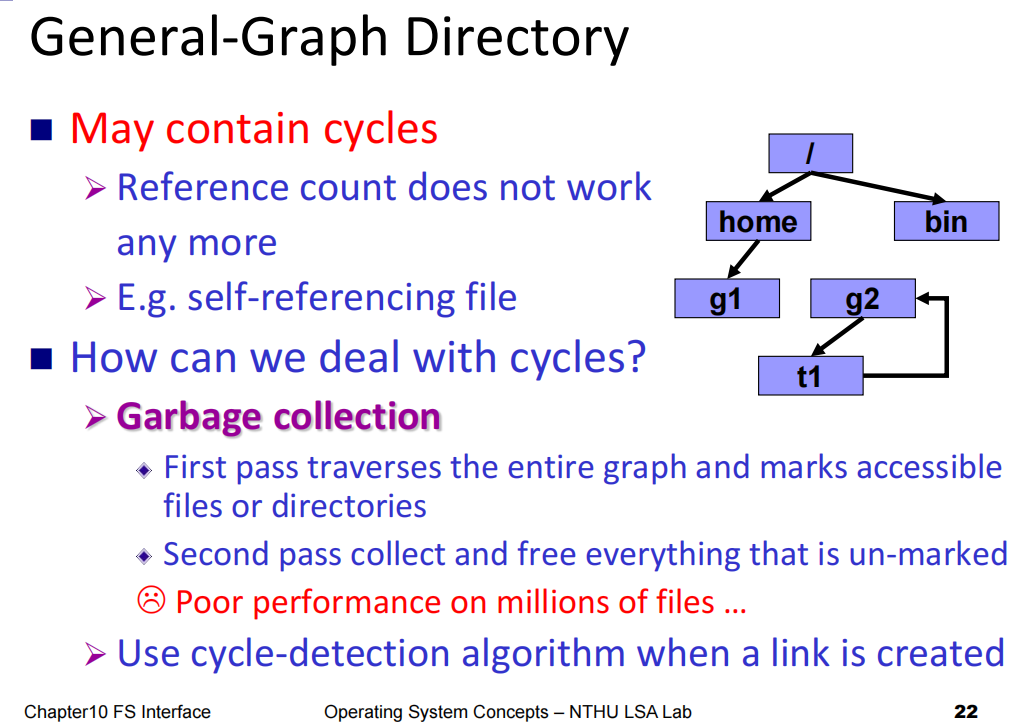 General-Graph Directory
May contain cycles
Reference count does not work
any more
E.g. self-referencing file
How can we deal with cycles?
Garbage collection
First pass traverses the entire graph and marks accessible
files or directories
Second pass collect and free everything that is un-marked
☹ Poor performance on millions of files …
Use cycle-detection algorithm when a link is created
/
home
bin
g1
g2
t1
Chapter10 FS Interface
Operating System Concepts – NTHU LSA Lab
22